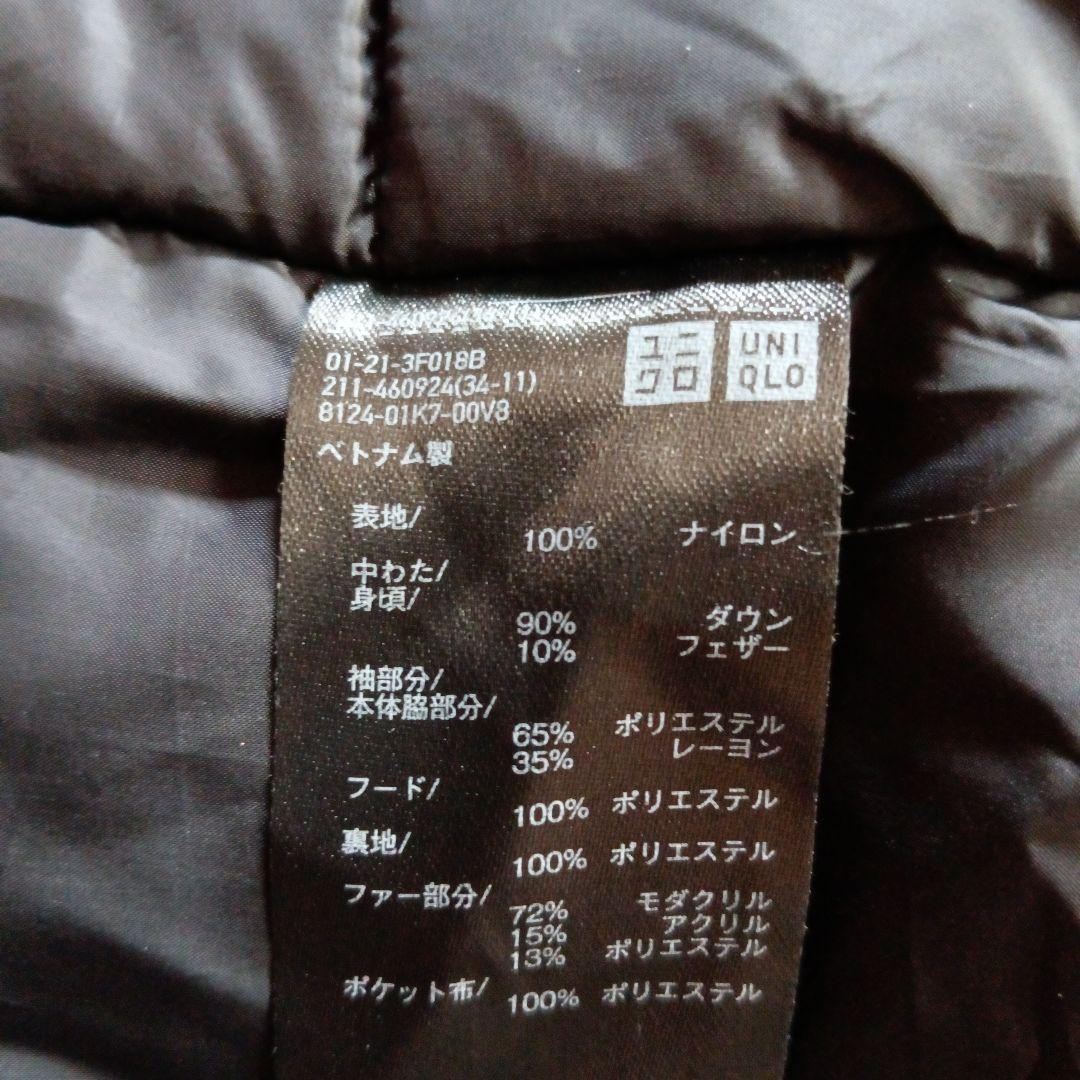 01-21-3F018B
211-460924(34-11)
8124-01K7-00V8
ユニ
クロ
UNI
QLO
ベトナム製
表地/
100% ナイロン
中わた/
身頃/
90% ダウン
10% フェザー
袖部分/
本体脇部分/
65% ポリエステル
35% レーヨン
フード/
100% ポリエステル
裏地/
100% ポリエステル
ファー部分/
72% モダクリル
15% アクリル
13% ポリエステル
ポケット布/
100% ポリエステル